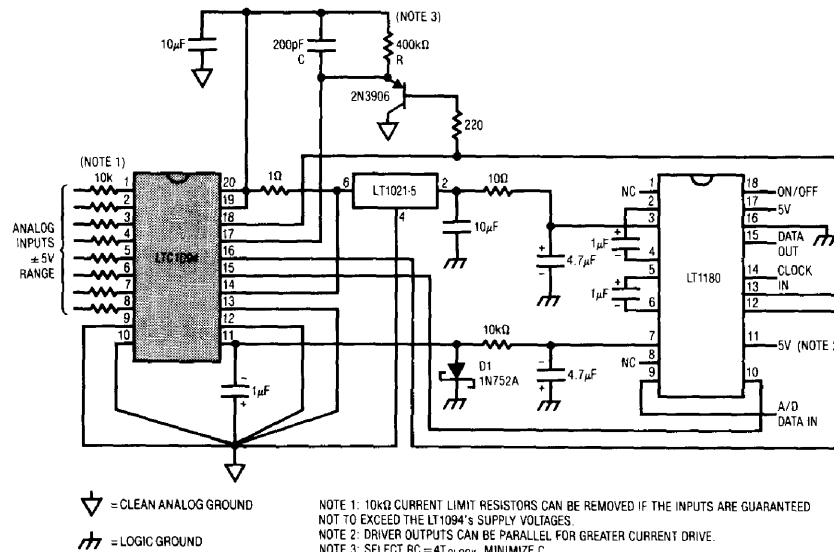 (NOTE 3)
10µF
200pF
C
400kΩ
R
2N3906
220
(NOTE 1)
10k
1
2
3
4
5
6
7
8
9
10
ANALOG
INPUTS
±5V
RANGE
LTC1094
20
19
18
17
16
15
14
13
12
11
1Ω
6
LT1021-5
2
4
10Ω
10µF
+
4.7µF
NC
1
2
3
+
1µF
4
5
+
1µF
6
7
NC
8
9
LT1180
18
ON/OFF
17
5V
16
15
DATA
OUT
14
CLOCK
IN
13
12
11
5V (NOTE 2
10
A/D
DATA IN
10kΩ
D1
1N752A
−
4.7µF
+
−
1µF
+
= CLEAN ANALOG GROUND
= LOGIC GROUND
NOTE 1: 10kΩ CURRENT LIMIT RESISTORS CAN BE REMOVED IF THE INPUTS ARE GUARANTEED
NOT TO EXCEED THE LT1094's SUPPLY VOLTAGES.
NOTE 2: DRIVER OUTPUTS CAN BE PARALLEL FOR GREATER CURRENT DRIVE.
NOTE 3: SELECT RC = 4TCLOCK. MINIMIZE C